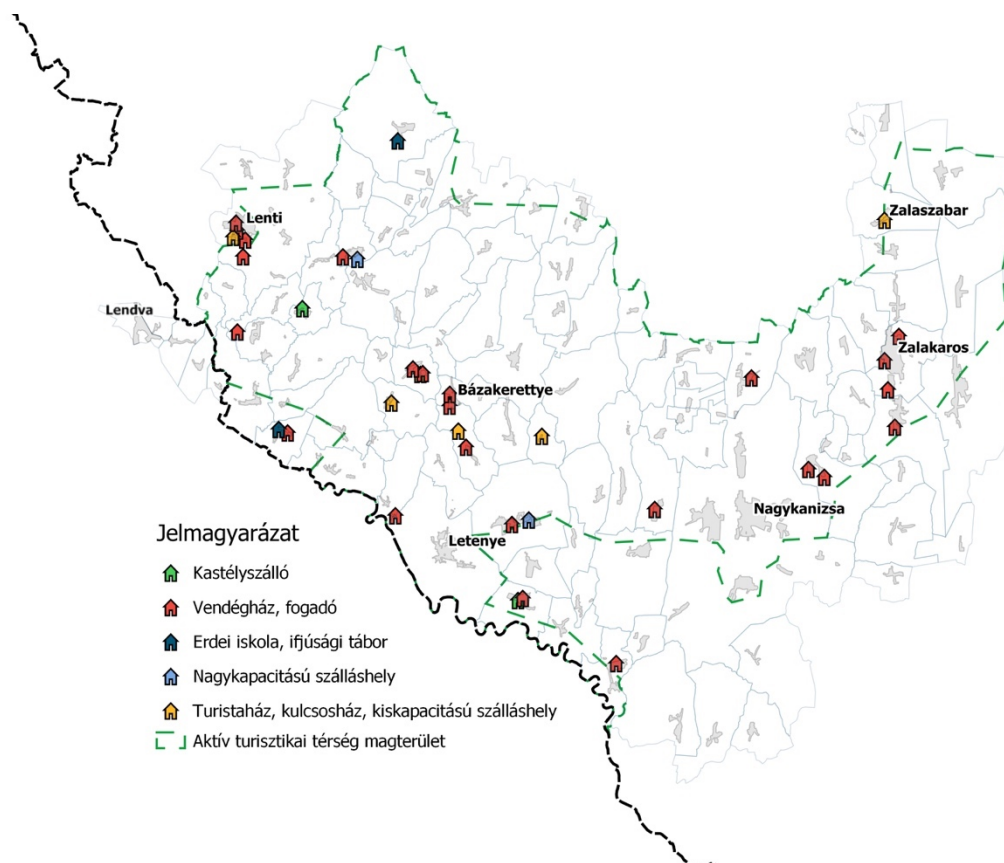 Lenti
Zalaszabar
Lendva
Zalakaros
Bázakerettye
Nagykanizsa
Letenye
Jelmagyarázat
Kastélyszálló
Vendégház, fogadó
Erdei iskola, ifjúsági tábor
Nagykapacitású szálláshely
Turistaház, kulcsosház, kiskapacitású szálláshely
Aktív turisztikai térség magterület